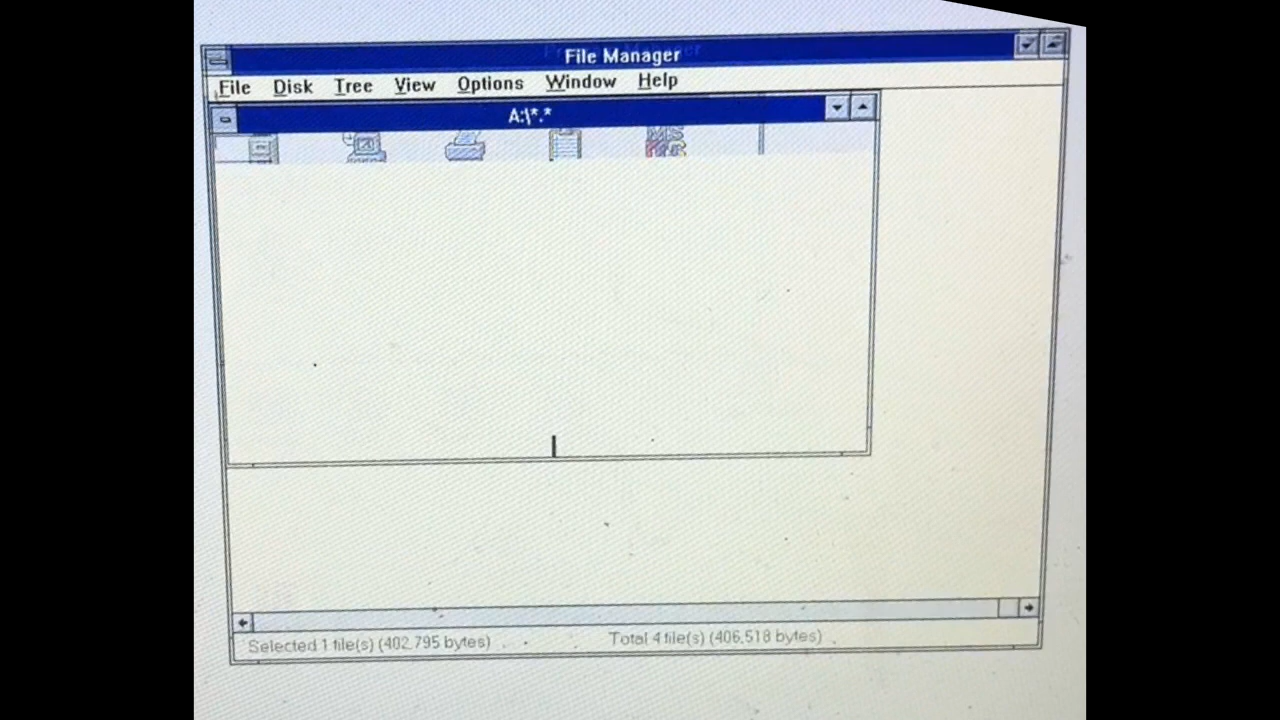 File Manager
File Disk Tree View Options Window Help
A:\*.*
Selected 1 file(s) (402,795 bytes) Total 4 file(s) (406,518 bytes)